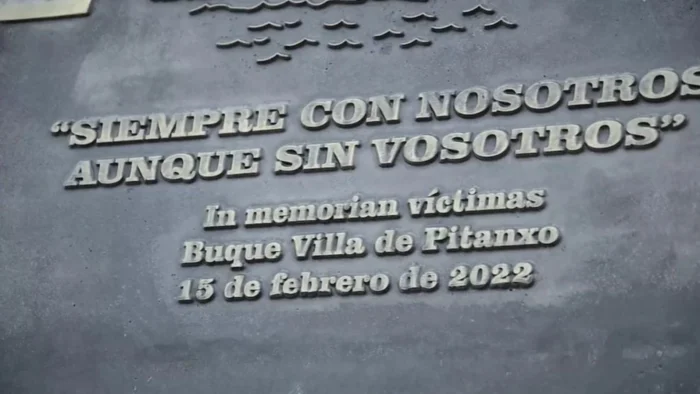 “SIEMPRE CON NOSOTROS
AUNQUE SIN VOSOTROS”
In memorian víctimas
Buque Villa de Pitanxo
15 de febrero de 2022